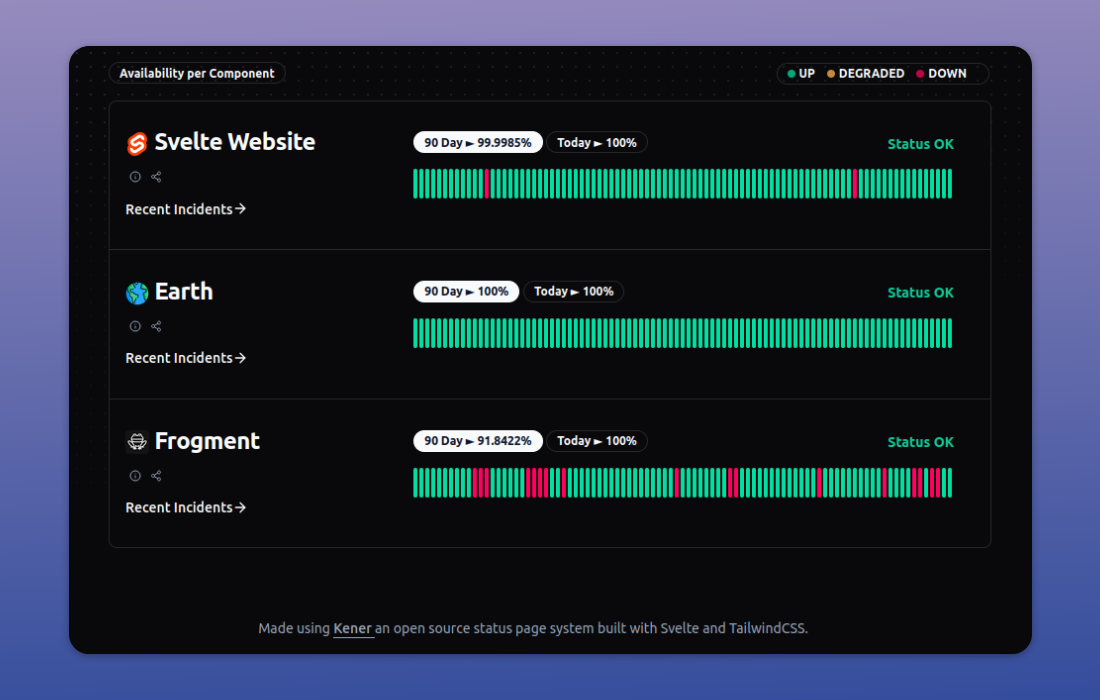 Availability per Component
UP DEGRADED DOWN
Svelte Website
90 Day ► 99.9985% Today ► 100%
Status OK
Recent Incidents→
Earth
90 Day ► 100% Today ► 100%
Status OK
Recent Incidents→
Frogment
90 Day ► 91.8422% Today ► 100%
Status OK
Recent Incidents→
Made using Kener an open source status page system built with Svelte and TailwindCSS.